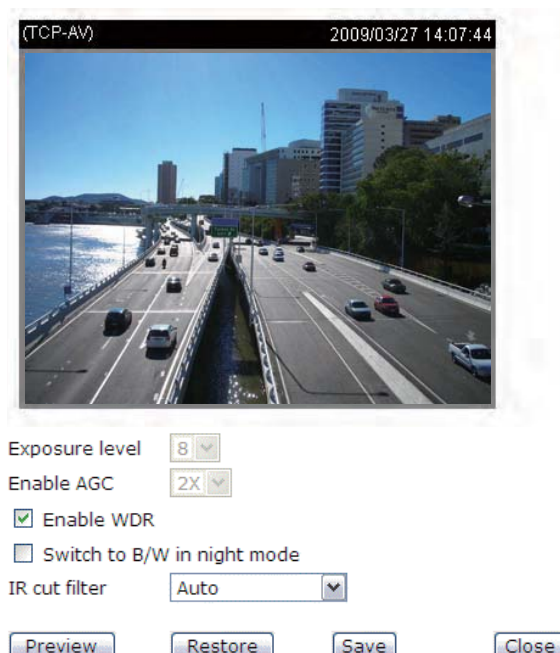 (TCP-AV) 2009/03/27 14:07:44
Exposure level 8
Enable AGC 2X
Enable WDR
Switch to B/W in night mode
IR cut filter Auto
Preview Restore Save Close